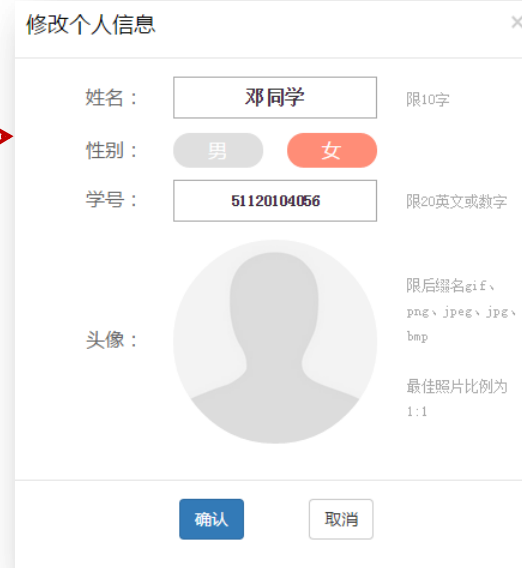 修改个人信息 ×
姓名： 邓同学 限10字
性别： 男 女
学号： 51120104056 限20英文或数字
头像： 限后缀名gif、
png、jpeg、jpg、
bmp
最佳照片比例为
1:1
确认 取消